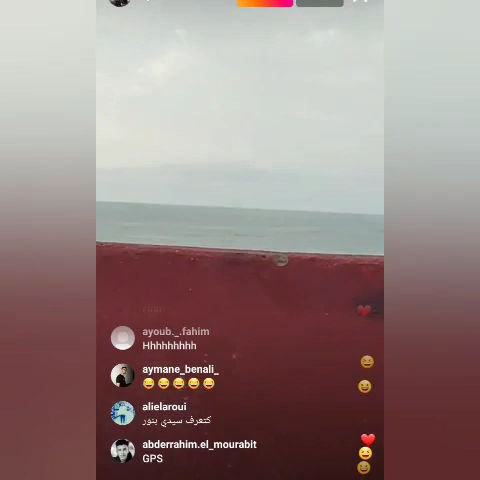 ayoub._.fahim
Hhhhhhhhh
aymane_benali_
😂😂😂😂😂
alielaroui
كتعرف سيدي بنور
abderrahim.el_mourabit
GPS